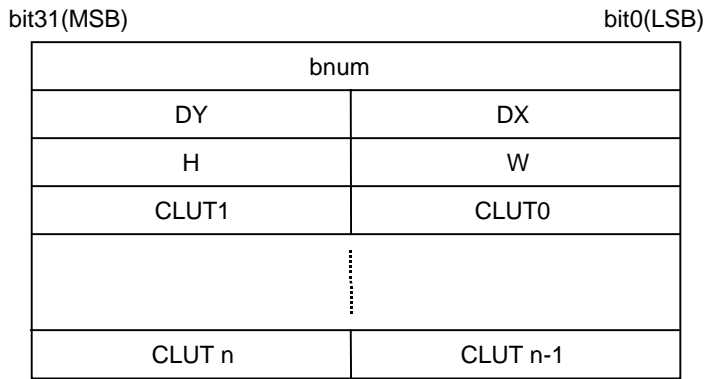 bit31(MSB) bit0(LSB)
bnum
DY DX
H W
CLUT1 CLUT0
CLUT n CLUT n-1